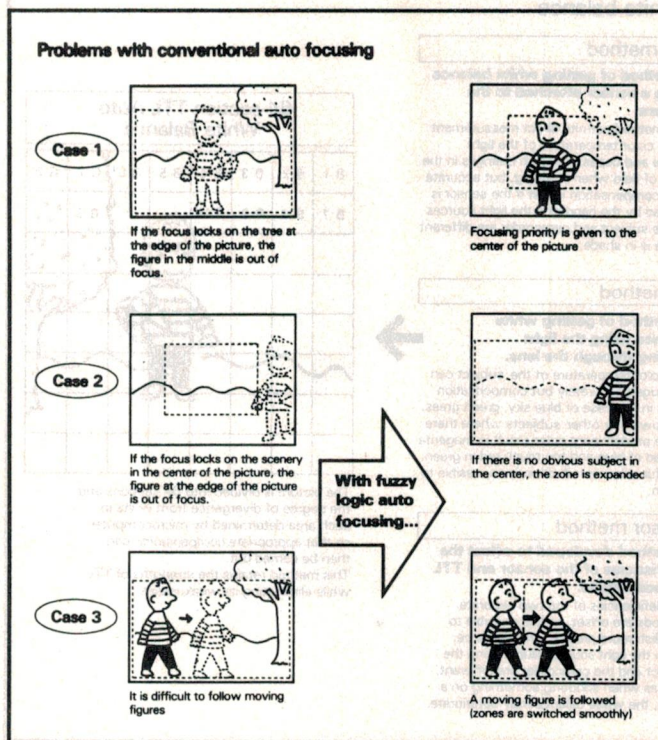 Problems with conventional auto focusing
Case 1
If the focus locks on the tree at
the edge of the picture, the
figure in the middle is out of
focus.
Focusing priority is given to the
center of the picture
Case 2
If the focus locks on the scenery
in the center of the picture, the
figure at the edge of the picture
is out of focus.
With fuzzy
logic auto
focusing...
If there is no obvious subject in
the center, the zone is expanded
Case 3
It is difficult to follow moving
figures
A moving figure is followed
(zones are switched smoothly)